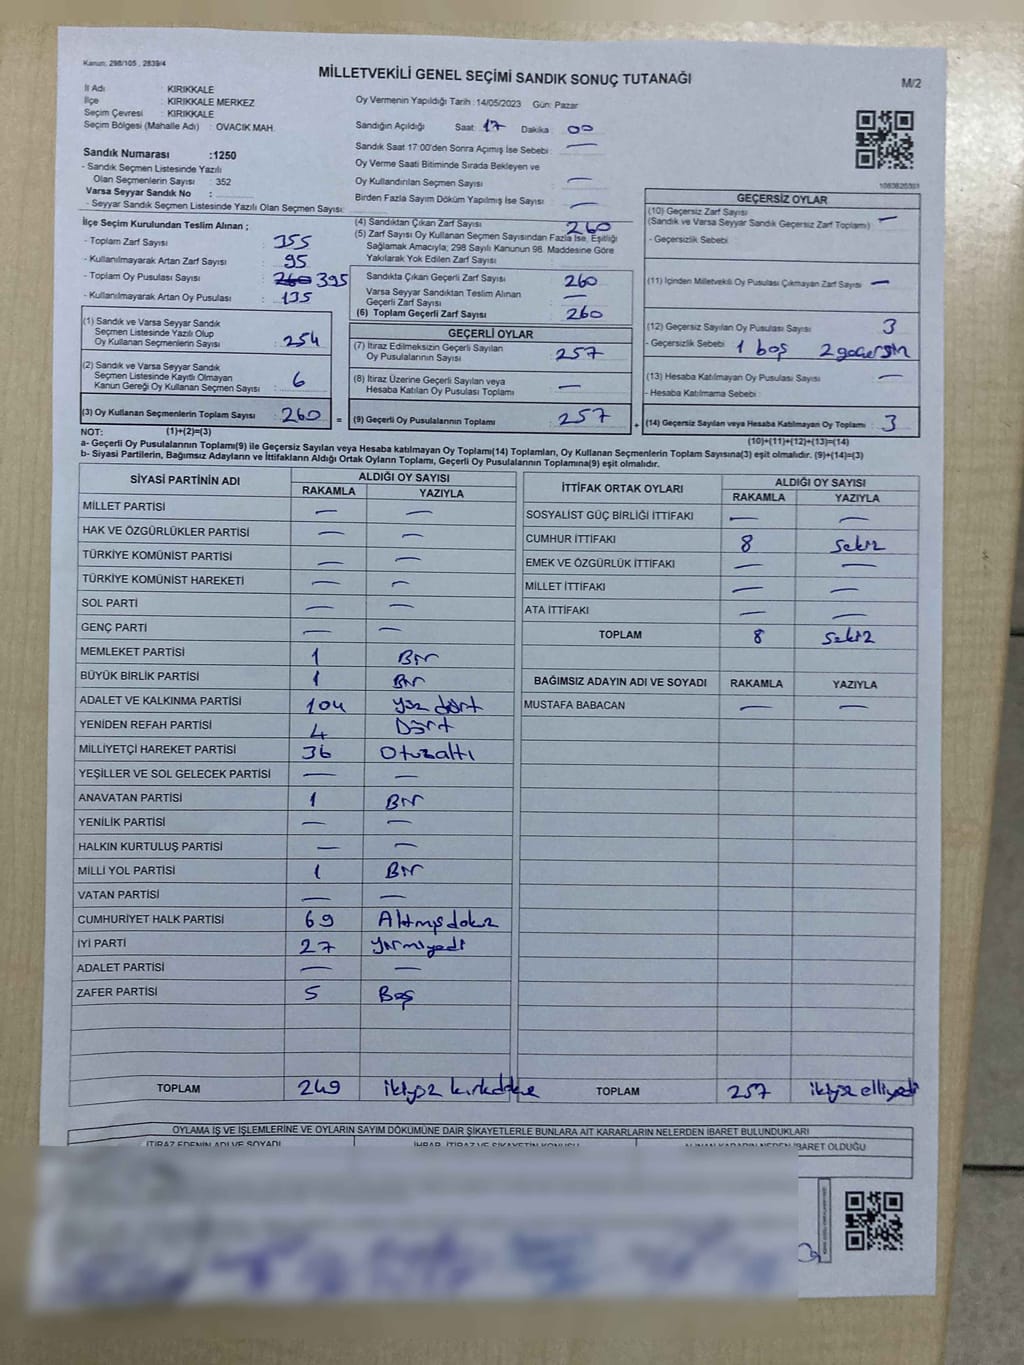 Kanun: 298/105 , 2839/4
MİLLETVEKİLİ GENEL SEÇİMİ SANDIK SONUÇ TUTANAĞI
M/2
İl Adı : KIRIKKALE
İlçe : KIRIKKALE MERKEZ
Seçim Çevresi : KIRIKKALE
Seçim Bölgesi (Mahalle Adı) : OVACIK MAH.
Oy Vermenin Yapıldığı Tarih : 14/05/2023 Gün: Pazar
Sandığın Açıldığı Saat: 17 Dakika : 00
Sandık Saat 17:00'den Sonra Açımış İse Sebebi : —
Oy Verme Saati Bitiminde Sırada Bekleyen ve
Oy Kullandırılan Seçmen Sayısı : —
Birden Fazla Sayım Döküm Yapılmış İse Sayısı : —
Sandık Numarası :1250
- Sandık Seçmen Listesinde Yazılı
Olan Seçmenlerin Sayısı : 352
Varsa Seyyar Sandık No :
- Seyyar Sandık Seçmen Listesinde Yazılı Olan Seçmen Sayısı:
İlçe Seçim Kurulundan Teslim Alınan ;
- Toplam Zarf Sayısı : 355
- Kullanılmayarak Artan Zarf Sayısı : 95
- Toplam Oy Pusulası Sayısı : 260 395
- Kullanılmayarak Artan Oy Pusulası : 135
(1) Sandık ve Varsa Seyyar Sandık
Seçmen Listesinde Yazılı Olup
Oy Kullanan Seçmenlerin Sayısı : 254
(2) Sandık ve Varsa Seyyar Sandık
Seçmen Listesinde Kayıtlı Olmayan
Kanun Gereği Oy Kullanan Seçmen Sayısı : 6
(3) Oy Kullanan Seçmenlerin Toplam Sayısı : 260 =
(1)+(2)=(3)
(4) Sandıktan Çıkan Zarf Sayısı : 260
(5) Zarf Sayısı Oy Kullanan Seçmen Sayısından Fazla İse, Eşitliği
Sağlamak Amacıyla; 298 Sayılı Kanunun 98. Maddesine Göre
Yakılarak Yok Edilen Zarf Sayısı :
Sandıkta Çıkan Geçerli Zarf Sayısı : 260
Varsa Seyyar Sandıktan Teslim Alınan
Geçerli Zarf Sayısı : —
(6) Toplam Geçerli Zarf Sayısı : 260
GEÇERLİ OYLAR
(7) İtiraz Edilmeksizin Geçerli Sayılan
Oy Pusulalarının Sayısı : 257
(8) İtiraz Üzerine Geçerli Sayılan veya
Hesaba Katılan Oy Pusulası Toplamı : —
(9) Geçerli Oy Pusulalarının Toplamı : 257 +
1083820301
GEÇERSİZ OYLAR
(10) Geçersiz Zarf Sayısı : —
(Sandık ve Varsa Seyyar Sandık Geçersiz Zarf Toplamı)
- Geçersizlik Sebebi :
(11) İçinden Milletvekili Oy Pusulası Çıkmayan Zarf Sayısı : —
(12) Geçersiz Sayılan Oy Pusulası Sayısı : 3
- Geçersizlik Sebebi : 1 boş 2 geçersiz
(13) Hesaba Katılmayan Oy Pusulası Sayısı : —
- Hesaba Katılmama Sebebi :
(14) Geçersiz Sayılan veya Hesaba Katılmayan Oy Toplamı : 3
(10)+(11)+(12)+(13)=(14)
NOT:
a- Geçerli Oy Pusulalarının Toplamı(9) ile Geçersiz Sayılan veya Hesaba katılmayan Oy Toplamı(14) Toplamları, Oy Kullanan Seçmenlerin Toplam Sayısına(3) eşit olmalıdır. (9)+(14)=(3)
b- Siyasi Partilerin, Bağımsız Adayların ve İttifakların Aldığı Ortak Oyların Toplamı, Geçerli Oy Pusulalarının Toplamına(9) eşit olmalıdır.
SİYASİ PARTİNİN ADI ALDIĞI OY SAYISI
RAKAMLA YAZIYLA
MİLLET PARTİSİ — —
HAK VE ÖZGÜRLÜKLER PARTİSİ — —
TÜRKİYE KOMÜNİST PARTİSİ — —
TÜRKİYE KOMÜNİST HAREKETİ — —
SOL PARTİ — —
GENÇ PARTİ — —
MEMLEKET PARTİSİ 1 Bir
BÜYÜK BİRLİK PARTİSİ 1 Bir
ADALET VE KALKINMA PARTİSİ 104 yüz dört
YENİDEN REFAH PARTİSİ 4 Dört
MİLLİYETÇİ HAREKET PARTİSİ 36 Otuzaltı
YEŞİLLER VE SOL GELECEK PARTİSİ — —
ANAVATAN PARTİSİ 1 Bir
YENİLİK PARTİSİ — —
HALKIN KURTULUŞ PARTİSİ — —
MİLLİ YOL PARTİSİ 1 Bir
VATAN PARTİSİ — —
CUMHURİYET HALK PARTİSİ 69 Altmışdokuz
İYİ PARTİ 27 Yirmiyedi
ADALET PARTİSİ — —
ZAFER PARTİSİ 5 Beş
TOPLAM 249 ikiyüz kırkdokuz
İTTİFAK ORTAK OYLARI ALDIĞI OY SAYISI
RAKAMLA YAZIYLA
SOSYALİST GÜÇ BİRLİĞİ İTTİFAKI — —
CUMHUR İTTİFAKI 8 Sekiz
EMEK VE ÖZGÜRLÜK İTTİFAKI — —
MİLLET İTTİFAKI — —
ATA İTTİFAKI — —
TOPLAM 8 Sekiz
BAĞIMSIZ ADAYIN ADI VE SOYADI RAKAMLA YAZIYLA
MUSTAFA BABACAN — —
TOPLAM 257 ikiyüz elliyedi
OYLAMA İŞ VE İŞLEMLERİNE VE OYLARIN SAYIM DÖKÜMÜNE DAİR ŞİKAYETLERLE BUNLARA AİT KARARLARIN NELERDEN İBARET BULUNDUKLARI
İTİRAZ EDENİN ADI VE SOYADI İHBAR, İTİRAZ VE ŞİKAYETİN KONUSU ALINAN KARARIN NEDEN İBARET OLDUĞU